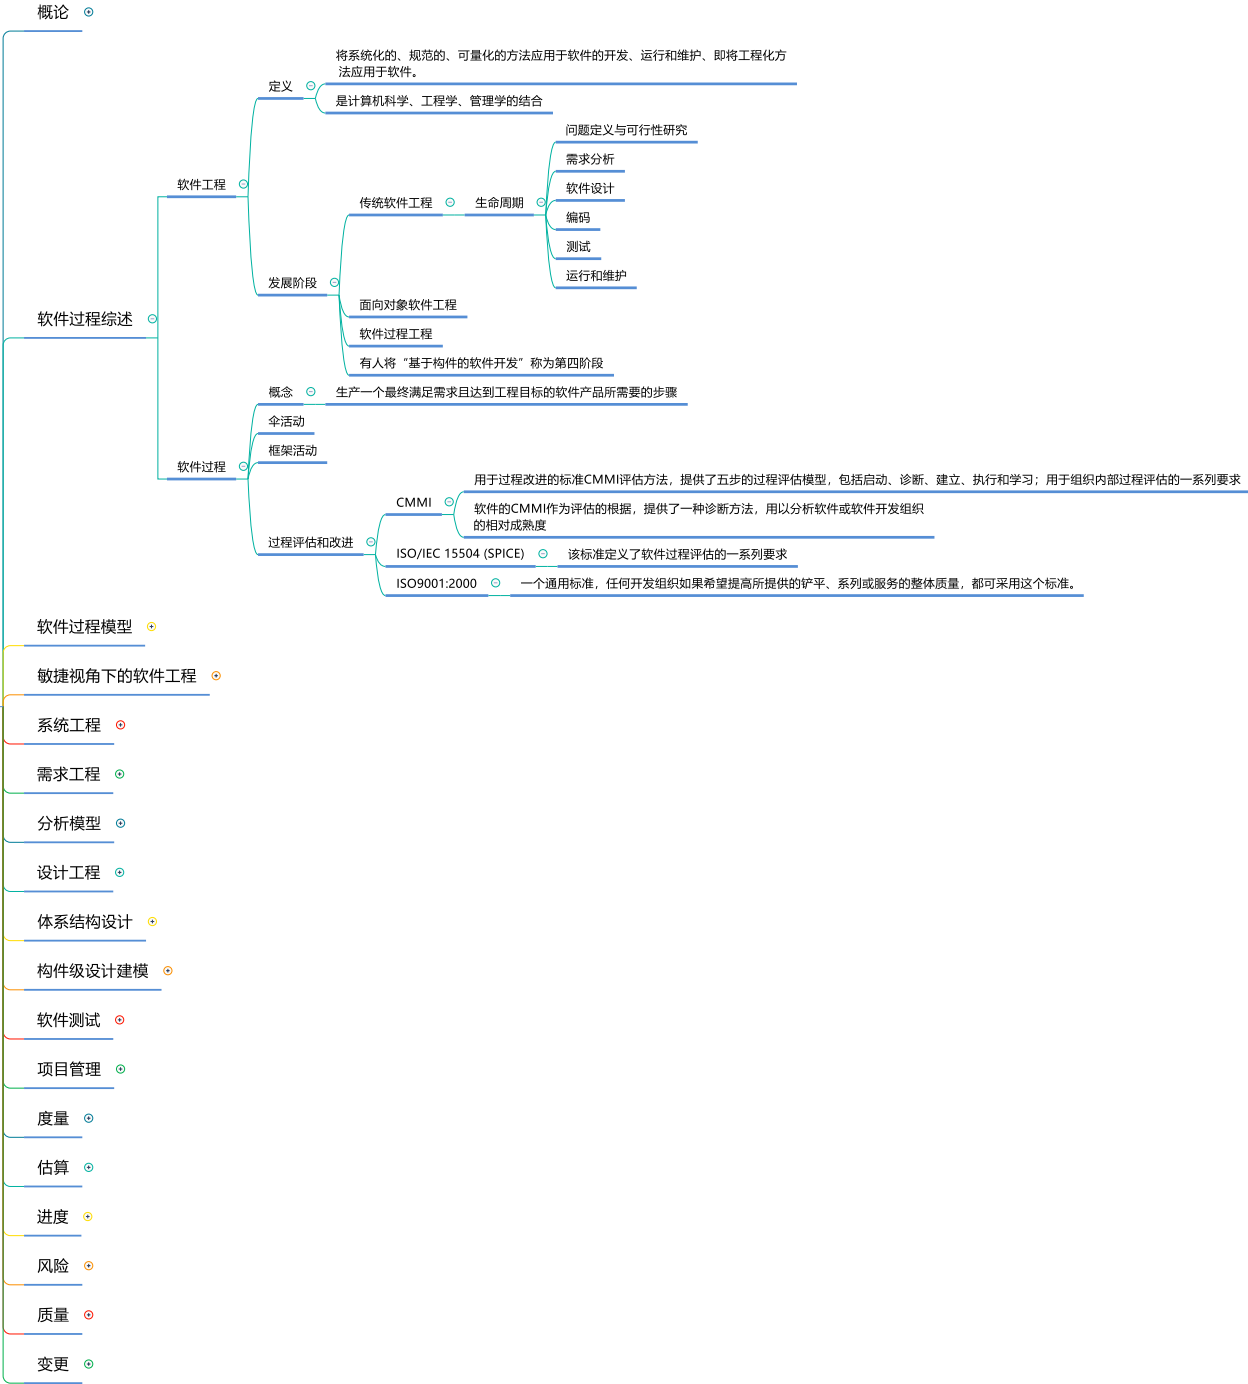 概论
将系统化的、规范的、可量化的方法应用于软件的开发、运行和维护、即将工程化方
法应用于软件。
定义
是计算机科学、工程学、管理学的结合
问题定义与可行性研究
需求分析
软件工程
软件设计
传统软件工程
生命周期
编码
测试
运行和维护
发展阶段
面向对象软件工程
软件过程综述
软件过程工程
有人将“基于构件的软件开发”称为第四阶段
概念
生产一个最终满足需求且达到工程目标的软件产品所需要的步骤
伞活动
框架活动
软件过程
用于过程改进的标准CMMI评估方法，提供了五步的过程评估模型，包括启动、诊断、建立、执行和学习；用于组织内部过程评估的一系列要求
CMMI
软件的CMMI作为评估的根据，提供了一种诊断方法，用以分析软件或软件开发组织
的相对成熟度
过程评估和改进
ISO/IEC 15504 (SPICE)
该标准定义了软件过程评估的一系列要求
ISO9001:2000
一个通用标准，任何开发组织如果希望提高所提供的铲平、系列或服务的整体质量，都可采用这个标准。
软件过程模型
敏捷视角下的软件工程
系统工程
需求工程
分析模型
设计工程
体系结构设计
构件级设计建模
软件测试
项目管理
度量
估算
进度
风险
质量
变更